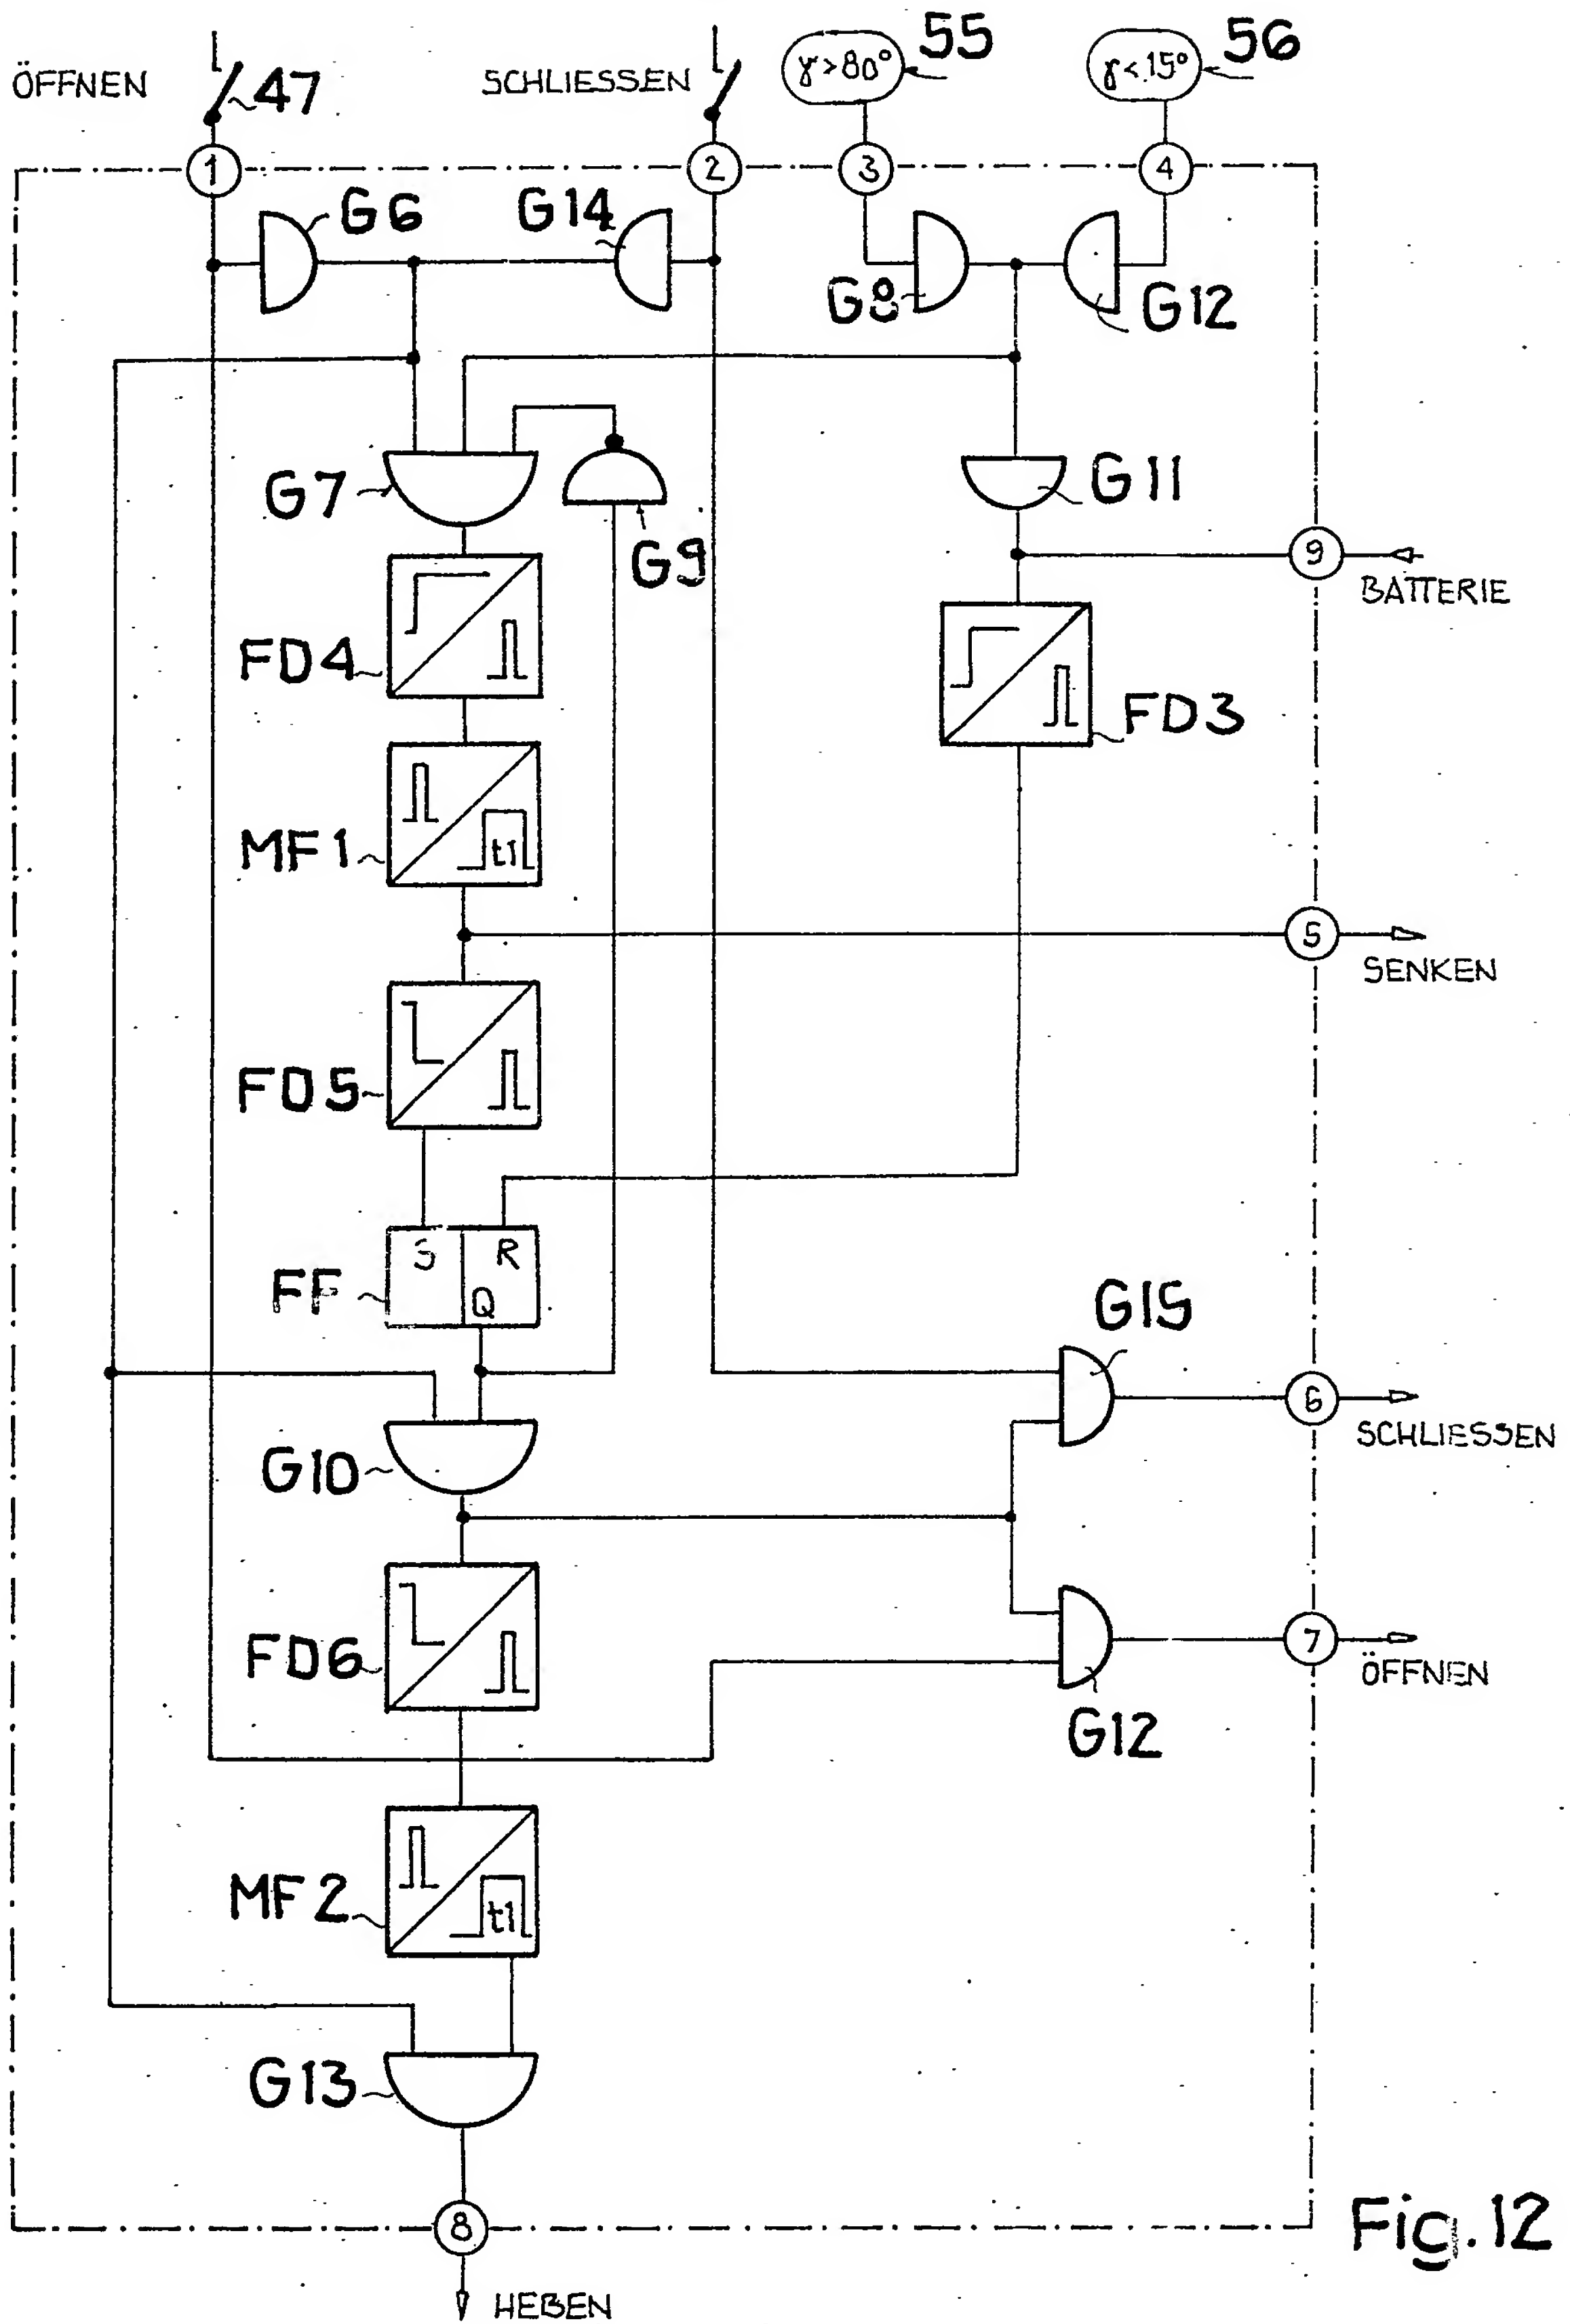 ÖFFNEN
47
SCHLIESSEN
γ > 80°
55
γ < 15°
56
1
2
3
4
G6
G14
G8
G12
G7
G9
G11
9
BATTERIE
FD4
FD3
MF1
t1
5
SENKEN
FD5
FF
S
R
Q
G15
6
SCHLIESSEN
G10
FD6
7
ÖFFNEN
G12
MF2
t1
G13
8
HEBEN
Fig. 12